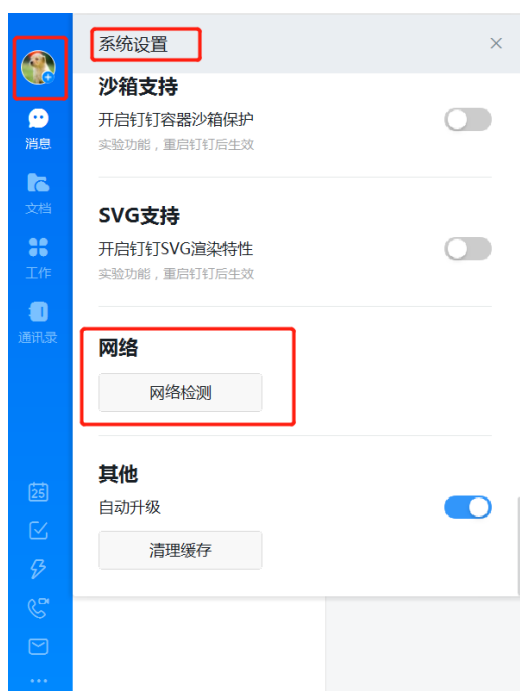 系统设置
沙箱支持
开启钉钉容器沙箱保护
实验功能，重启钉钉后生效
消息
文档
SVG支持
开启钉钉SVG渲染特性
实验功能，重启钉钉后生效
工作
通讯录
网络
网络检测
其他
25
自动升级
清理缓存